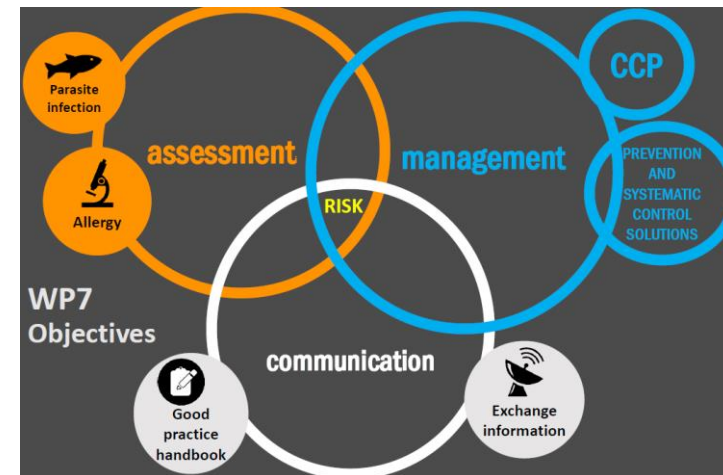 Parasite
infection
assessment
Allergy
management
CCP
PREVENTION
AND
SYSTEMATIC
CONTROL
SOLUTIONS
RISK
WP7
Objectives
communication
Good
practice
handbook
Exchange
information